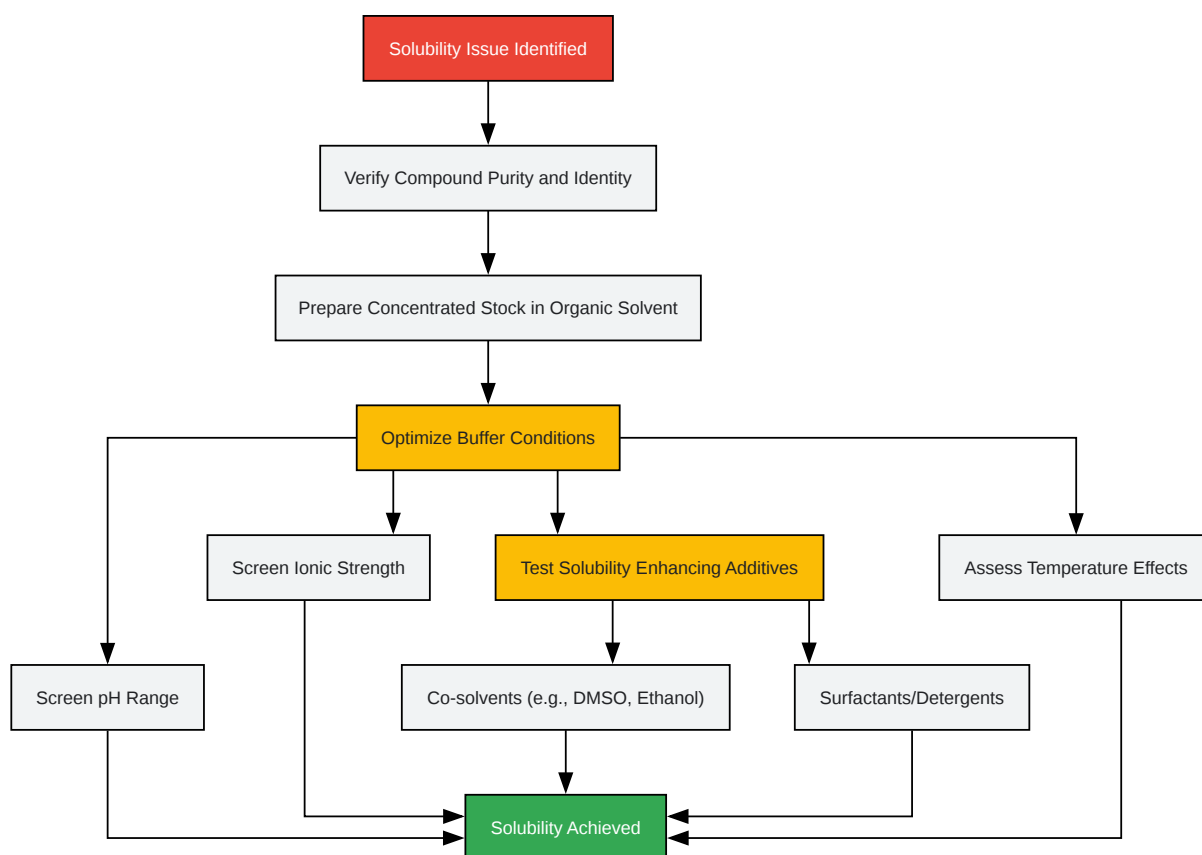 Solubility Issue Identified
Verify Compound Purity and Identity
Prepare Concentrated Stock in Organic Solvent
Optimize Buffer Conditions
Screen Ionic Strength
Test Solubility Enhancing Additives
Assess Temperature Effects
Screen pH Range
Co-solvents (e.g., DMSO, Ethanol)
Surfactants/Detergents
Solubility Achieved